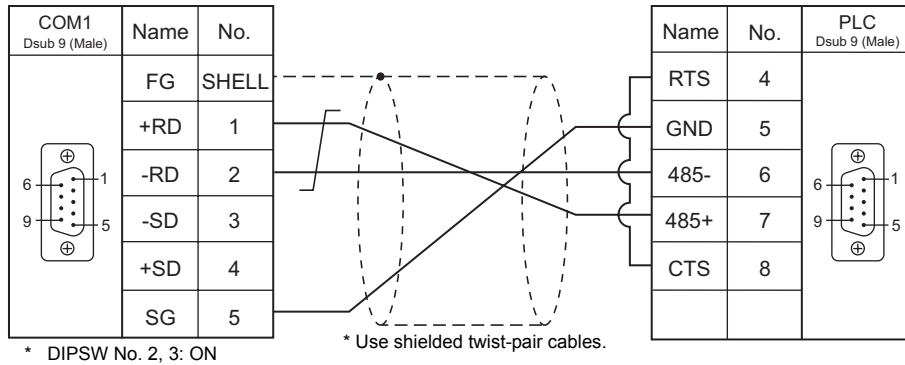 COM1
Dsub 9 (Male)
Name
No.
FG
SHELL
+RD
1
-RD
2
-SD
3
+SD
4
SG
5
6
1
9
5
* DIPSW No. 2, 3: ON
* Use shielded twist-pair cables.
Name
No.
PLC
Dsub 9 (Male)
RTS
4
GND
5
485-
6
485+
7
CTS
8
6
1
9
5